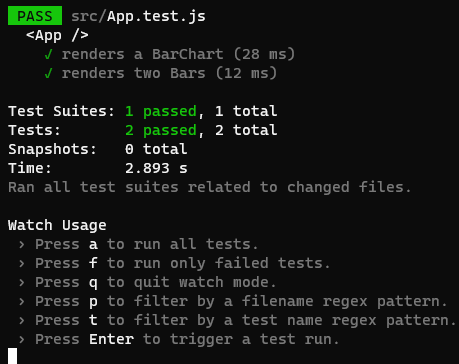 PASS src/App.test.js
<App />
✓ renders a BarChart (28 ms)
✓ renders two Bars (12 ms)
Test Suites: 1 passed, 1 total
Tests: 2 passed, 2 total
Snapshots: 0 total
Time: 2.893 s
Ran all test suites related to changed files.
Watch Usage
› Press a to run all tests.
› Press f to run only failed tests.
› Press q to quit watch mode.
› Press p to filter by a filename regex pattern.
› Press t to filter by a test name regex pattern.
› Press Enter to trigger a test run.